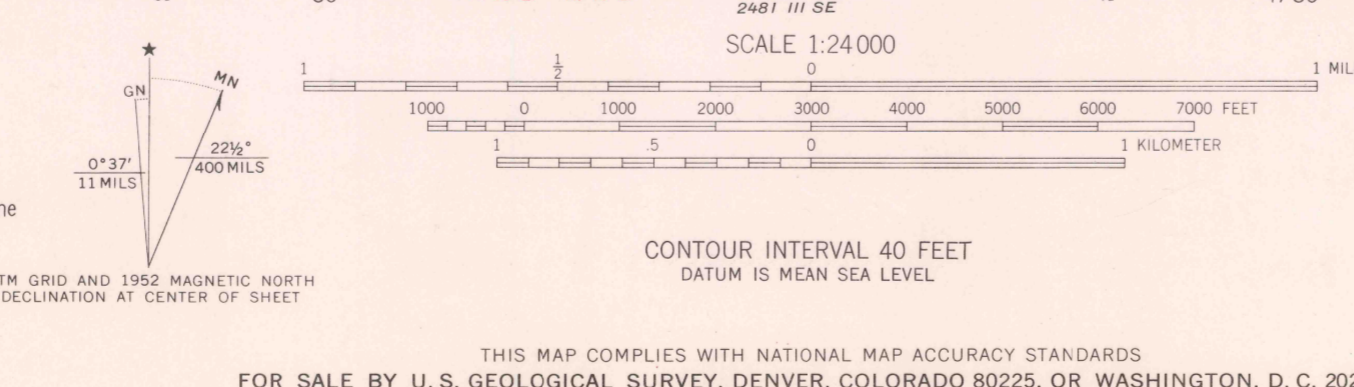 2481 III SE
SCALE 1:24 000
1 ½ 0 1 MIL
1000 0 1000 2000 3000 4000 5000 6000 7000 FEET
1 .5 0 1 KILOMETER
★
GN MN
0°37′ 22½°
11 MILS 400 MILS
CONTOUR INTERVAL 40 FEET
DATUM IS MEAN SEA LEVEL
TM GRID AND 1952 MAGNETIC NORTH
DECLINATION AT CENTER OF SHEET
THIS MAP COMPLIES WITH NATIONAL MAP ACCURACY STANDARDS
FOR SALE BY U. S. GEOLOGICAL SURVEY, DENVER, COLORADO 80225, OR WASHINGTON, D. C. 202